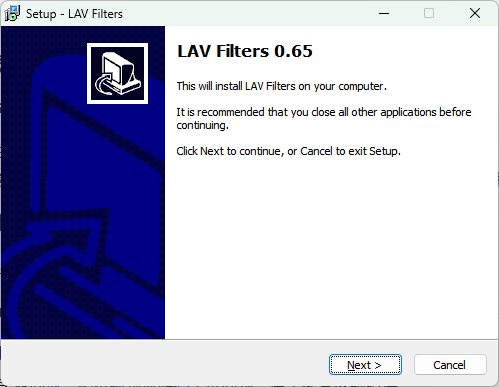 Setup - LAV Filters
LAV Filters 0.65
This will install LAV Filters on your computer.
It is recommended that you close all other applications before
continuing.
Click Next to continue, or Cancel to exit Setup.
Next >
Cancel